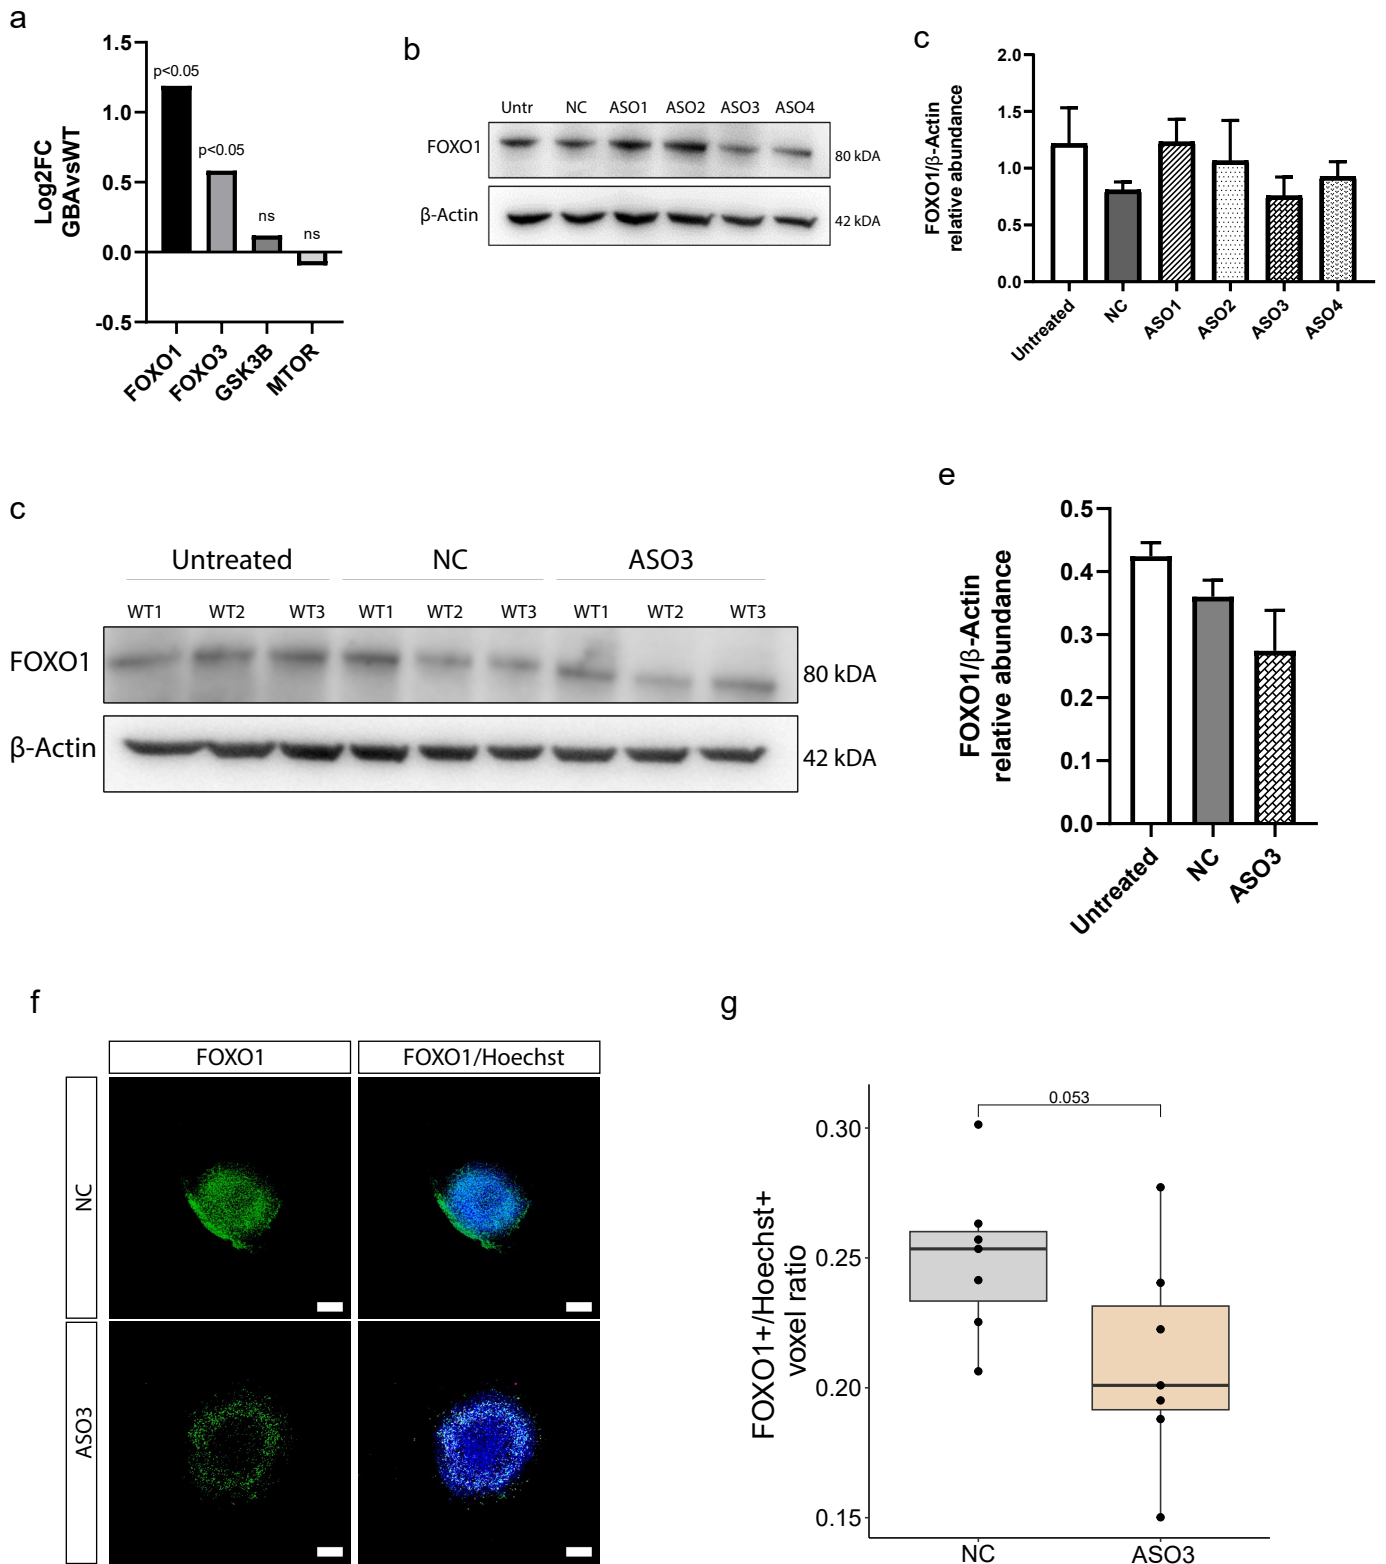 a
1.5
1.0
0.5
0.0
-0.5
Log2FC
GBAvsWT
p<0.05
p<0.05
ns
ns
FOXO1
FOXO3
GSK3B
MTOR
b
Untr NC ASO1 ASO2 ASO3 ASO4
FOXO1
80 kDA
β-Actin
42 kDA
c
2.0
1.5
1.0
0.5
0.0
FOXO1/β-Actin
relative abundance
Untreated
NC
ASO1
ASO2
ASO3
ASO4
c
Untreated NC ASO3
WT1 WT2 WT3 WT1 WT2 WT3 WT1 WT2 WT3
FOXO1
80 kDA
β-Actin
42 kDA
e
0.5
0.4
0.3
0.2
0.1
0.0
FOXO1/β-Actin
relative abundance
Untreated
NC
ASO3
f
FOXO1 FOXO1/Hoechst
NC
ASO3
g
0.053
0.30
0.25
0.20
0.15
FOXO1+/Hoechst+
voxel ratio
NC ASO3